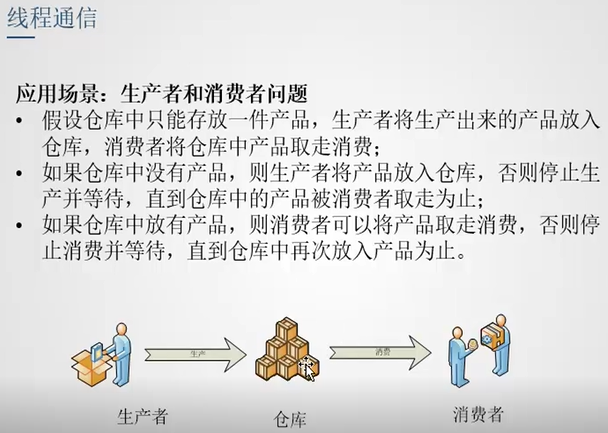 线程通信
应用场景：生产者和消费者问题
• 假设仓库中只能存放一件产品，生产者将生产出来的产品放入
仓库，消费者将仓库中产品取走消费；
• 如果仓库中没有产品，则生产者将产品放入仓库，否则停止生
产并等待，直到仓库中的产品被消费者取走为止；
• 如果仓库中放有产品，则消费者可以将产品取走消费，否则停
止消费并等待，直到仓库中再次放入产品为止。
生产
消费
生产者
仓库
消费者